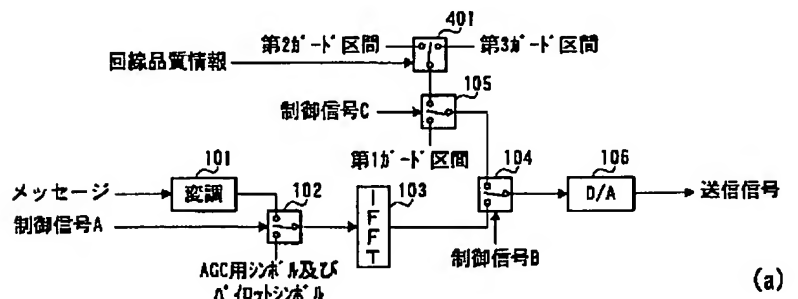 401
第2ガード区間
第3ガード区間
回線品質情報
105
制御信号C
第1ガード区間
101
104
106
メッセージ
変調
102
103
D/A
送信信号
制御信号A
IFFT
制御信号B
AGC用シンボル及び
パイロットシンボル
(a)